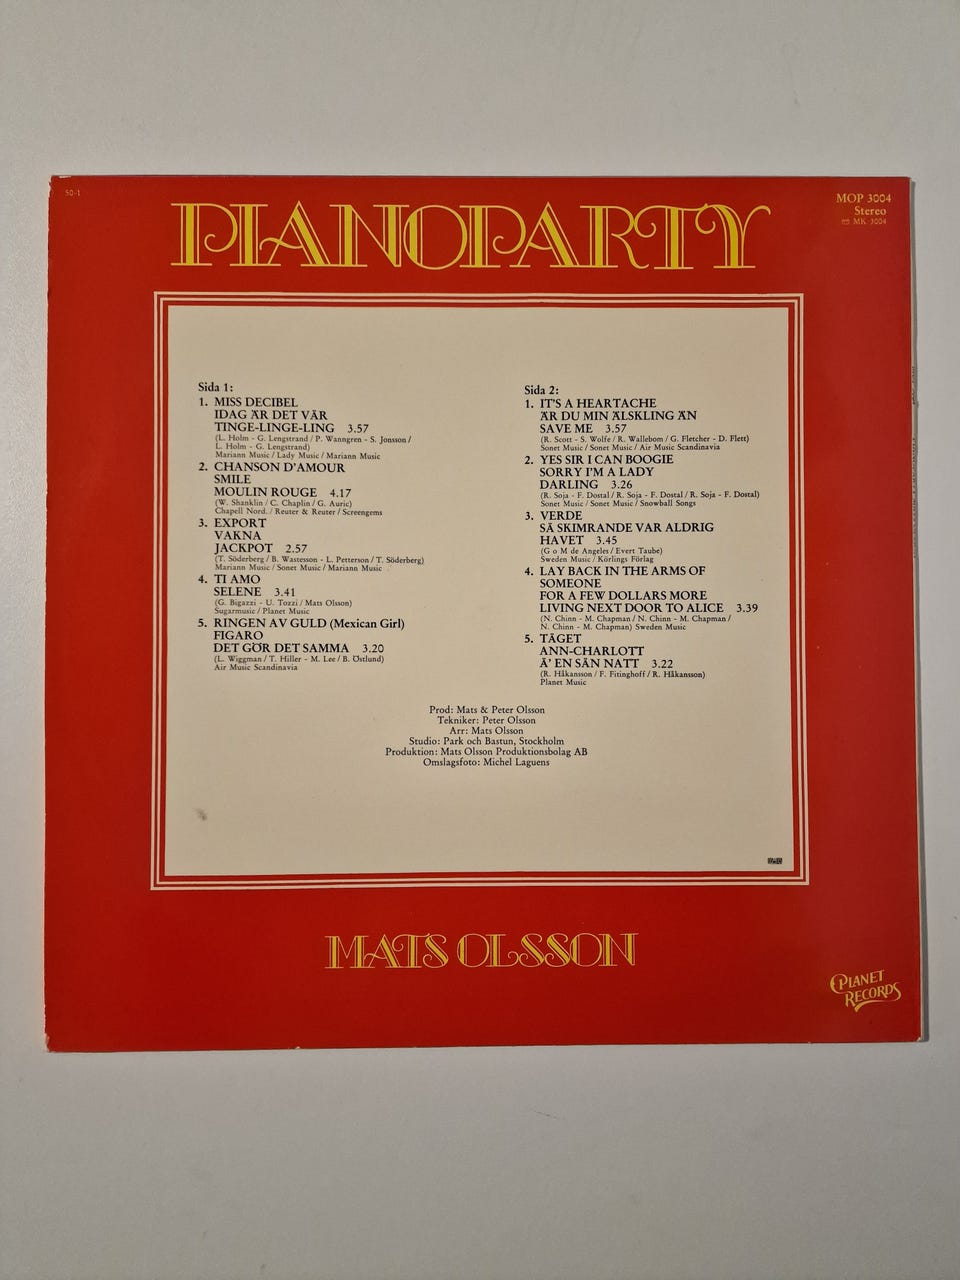 50-1
PIANOPARTY
MOP 3004
Stereo
MK 3004
Sida 1:
1. MISS DECIBEL
IDAG ÄR DET VÅR
TINGE-LINGE-LING 3.57
(L. Holm - G. Lengstrand / P. Wanngren - S. Jonsson /
L. Holm - G. Lengstrand)
Mariann Music / Lady Music / Mariann Music
2. CHANSON D'AMOUR
SMILE
MOULIN ROUGE 4.17
(W. Shanklin / C. Chaplin / G. Auric)
Chapell Nord. / Reuter & Reuter / Screengems
3. EXPORT
VAKNA
JACKPOT 2.57
(T. Söderberg / B. Wastesson - L. Petterson / T. Söderberg)
Mariann Music / Sonet Music / Mariann Music
4. TI AMO
SELENE 3.41
(G. Bigazzi - U. Tozzi / Mats Olsson)
Sugarmusic / Planet Music
5. RINGEN AV GULD (Mexican Girl)
FIGARO
DET GÖR DET SAMMA 3.20
(L. Wiggman / T. Hiller - M. Lee / B. Östlund)
Air Music Scandinavia
Sida 2:
1. IT'S A HEARTACHE
ÄR DU MIN ÄLSKLING ÄN
SAVE ME 3.57
(R. Scott - S. Wolfe / R. Wallebom / G. Fletcher - D. Flett)
Sonet Music / Sonet Music / Air Music Scandinavia
2. YES SIR I CAN BOOGIE
SORRY I'M A LADY
DARLING 3.26
(R. Soja - F. Dostal / R. Soja - F. Dostal / R. Soja - F. Dostal)
Sonet Music / Sonet Music / Snowball Songs
3. VERDE
SÅ SKIMRANDE VAR ALDRIG
HAVET 3.45
(G o M de Angeles / Evert Taube)
Sweden Music / Körlings Förlag
4. LAY BACK IN THE ARMS OF
SOMEONE
FOR A FEW DOLLARS MORE
LIVING NEXT DOOR TO ALICE 3.39
(N. Chinn - M. Chapman / N. Chinn - M. Chapman /
N. Chinn - M. Chapman) Sweden Music
5. TÅGET
ANN-CHARLOTT
Å' EN SÅN NATT 3.22
(R. Håkansson / F. Fitinghoff / R. Håkansson)
Planet Music
Prod: Mats & Peter Olsson
Tekniker: Peter Olsson
Arr: Mats Olsson
Studio: Park och Bastun, Stockholm
Produktion: Mats Olsson Produktionsbolag AB
Omslagsfoto: Michel Laguens
MATS OLSSON
PLANET
RECORDS